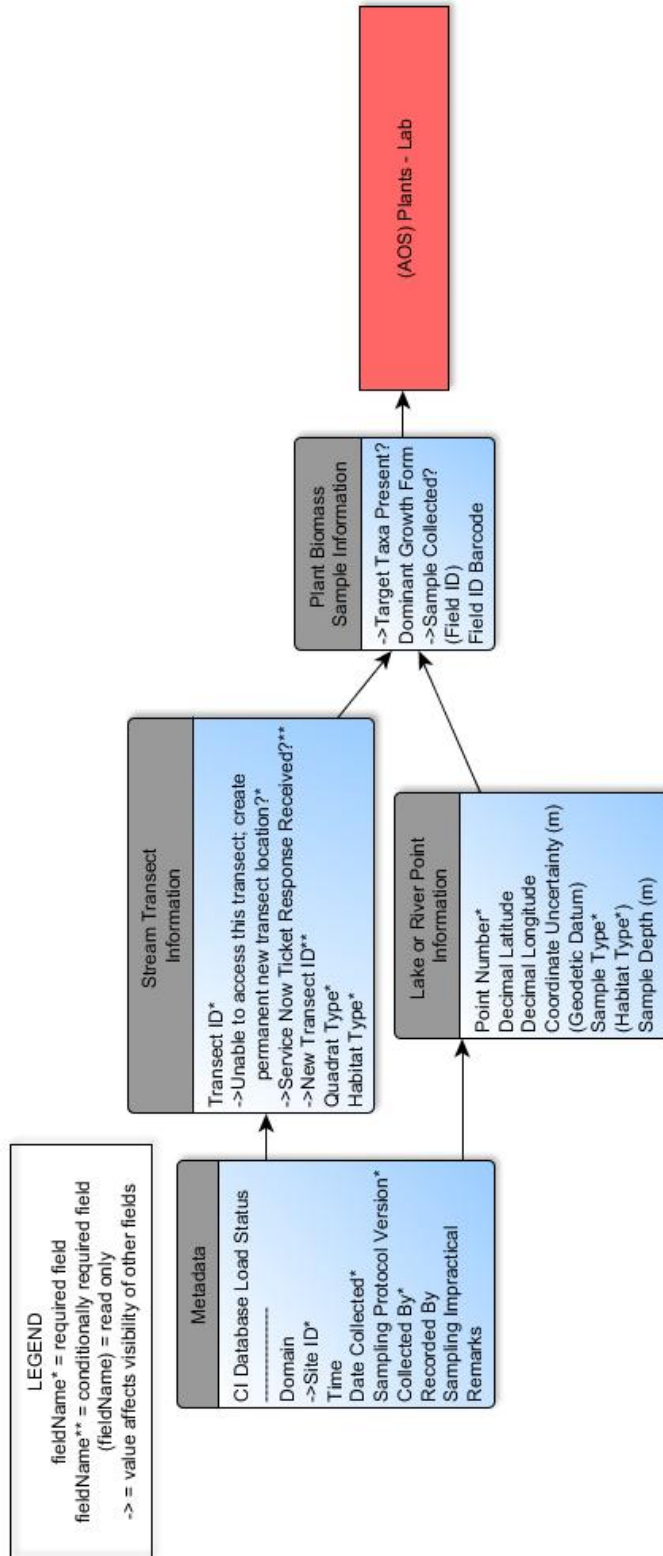 LEGEND
fieldName* = required field
fieldName** = conditionally required field
(fieldName) = read only
-> = value affects visibility of other fields
Metadata
CI Database Load Status
--------------------
Domain
->Site ID*
Time
Date Collected*
Sampling Protocol Version*
Collected By*
Recorded By
Sampling Impractical
Remarks
Stream Transect
Information
Transect ID*
->Unable to access this transect; create
permanent new transect location?*
->Service Now Ticket Response Received?**
->New Transect ID**
Quadrat Type*
Habitat Type*
Lake or River Point
Information
Point Number*
Decimal Latitude
Decimal Longitude
Coordinate Uncertainty (m)
(Geodetic Datum)
Sample Type*
(Habitat Type*)
Sample Depth (m)
Plant Biomass
Sample Information
->Target Taxa Present?
Dominant Growth Form
->Sample Collected?
(Field ID)
Field ID Barcode
(AOS) Plants - Lab